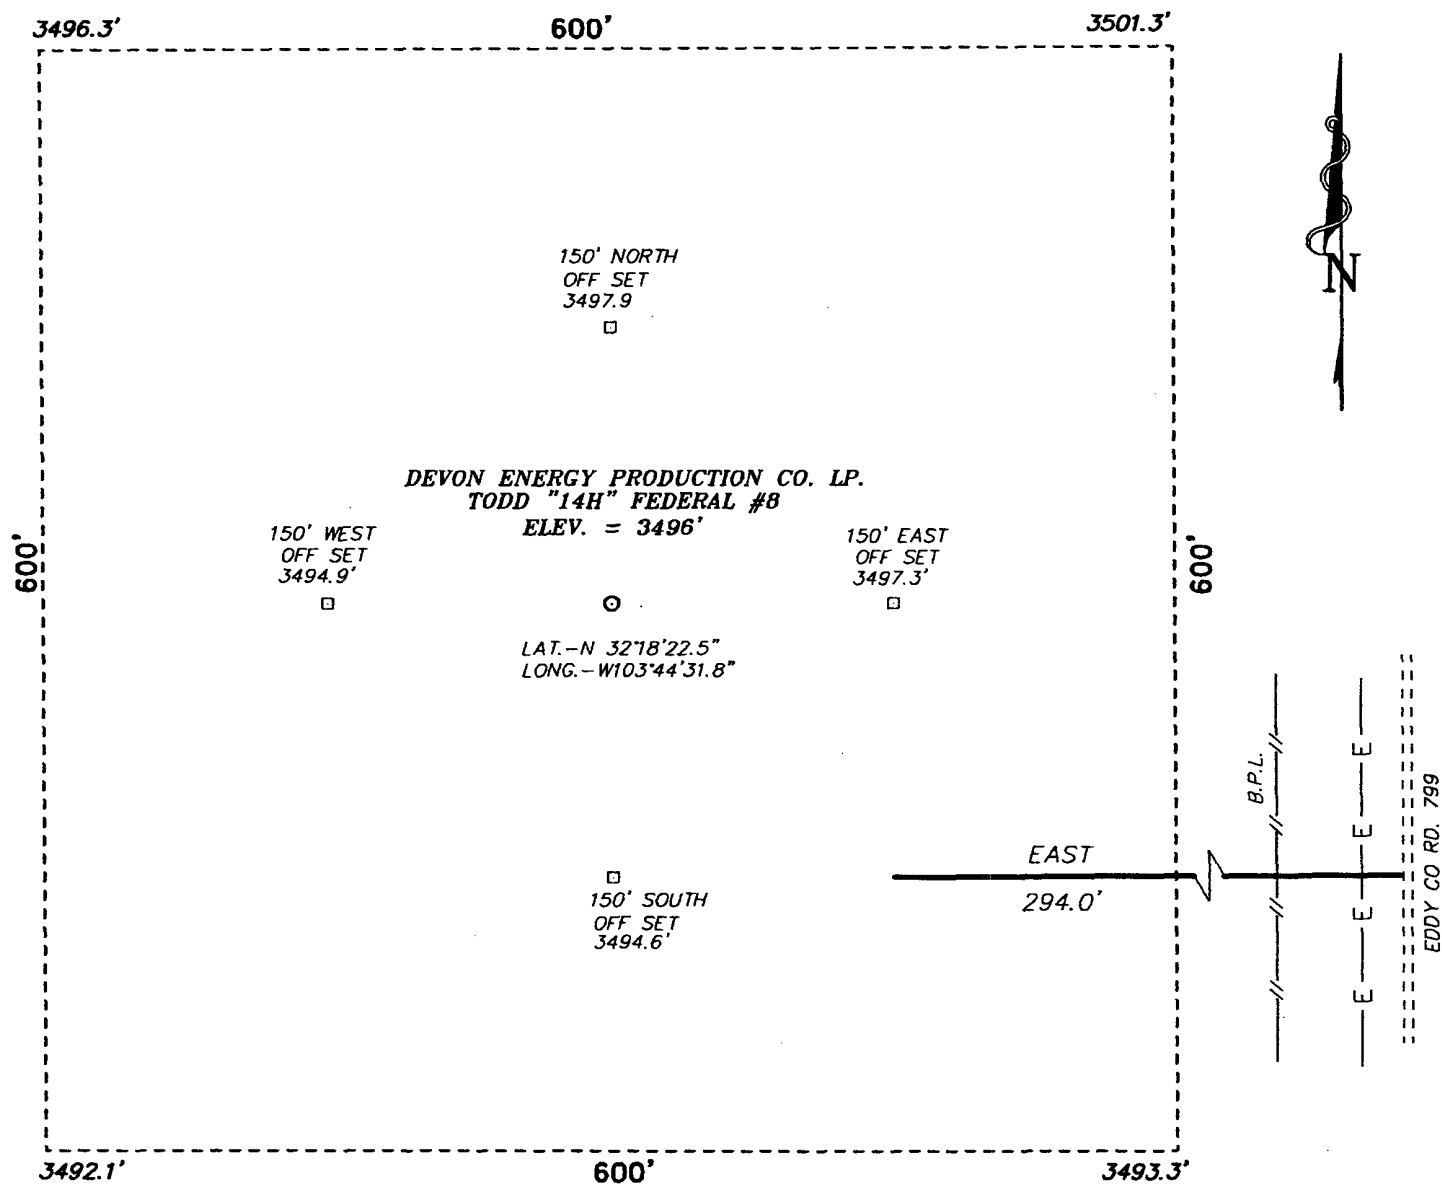 3496.3'
600'
3501.3'
N
150' NORTH
OFF SET
3497.9
DEVON ENERGY PRODUCTION CO. LP.
TODD "14H" FEDERAL #8
ELEV. = 3496'
150' WEST
OFF SET
3494.9'
150' EAST
OFF SET
3497.3'
600'
600'
LAT.-N 32°18'22.5"
LONG.-W103°44'31.8"
B.P.L.
E
E
E
E
EDDY CO RD. 799
EAST
294.0'
150' SOUTH
OFF SET
3494.6'
3492.1'
600'
3493.3'